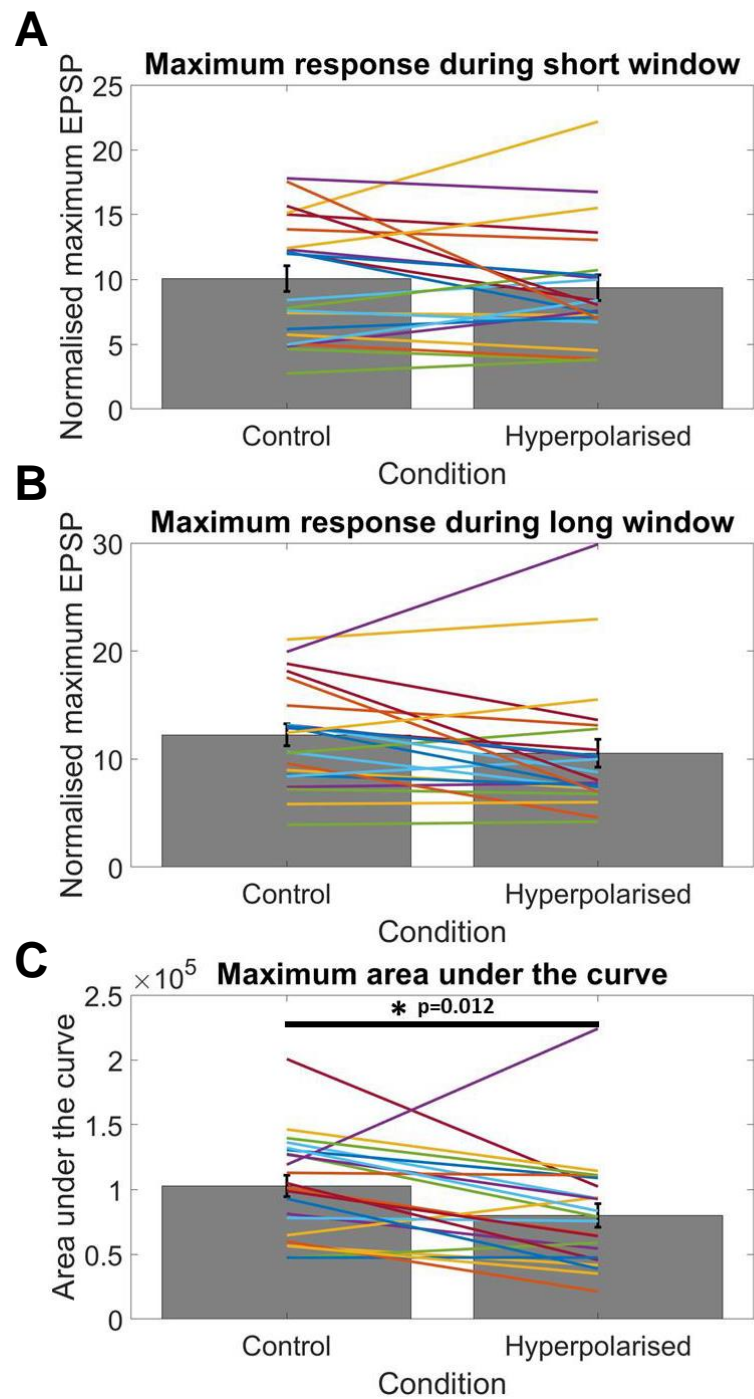 A
Maximum response during short window
Normalised maximum EPSP
25
20
15
10
5
0
Control Hyperpolarised
Condition
B
Maximum response during long window
Normalised maximum EPSP
30
20
10
0
Control Hyperpolarised
Condition
C
×10⁵ Maximum area under the curve
* p=0.012
Area under the curve
2.5
2
1.5
1
0.5
0
Control Hyperpolarised
Condition